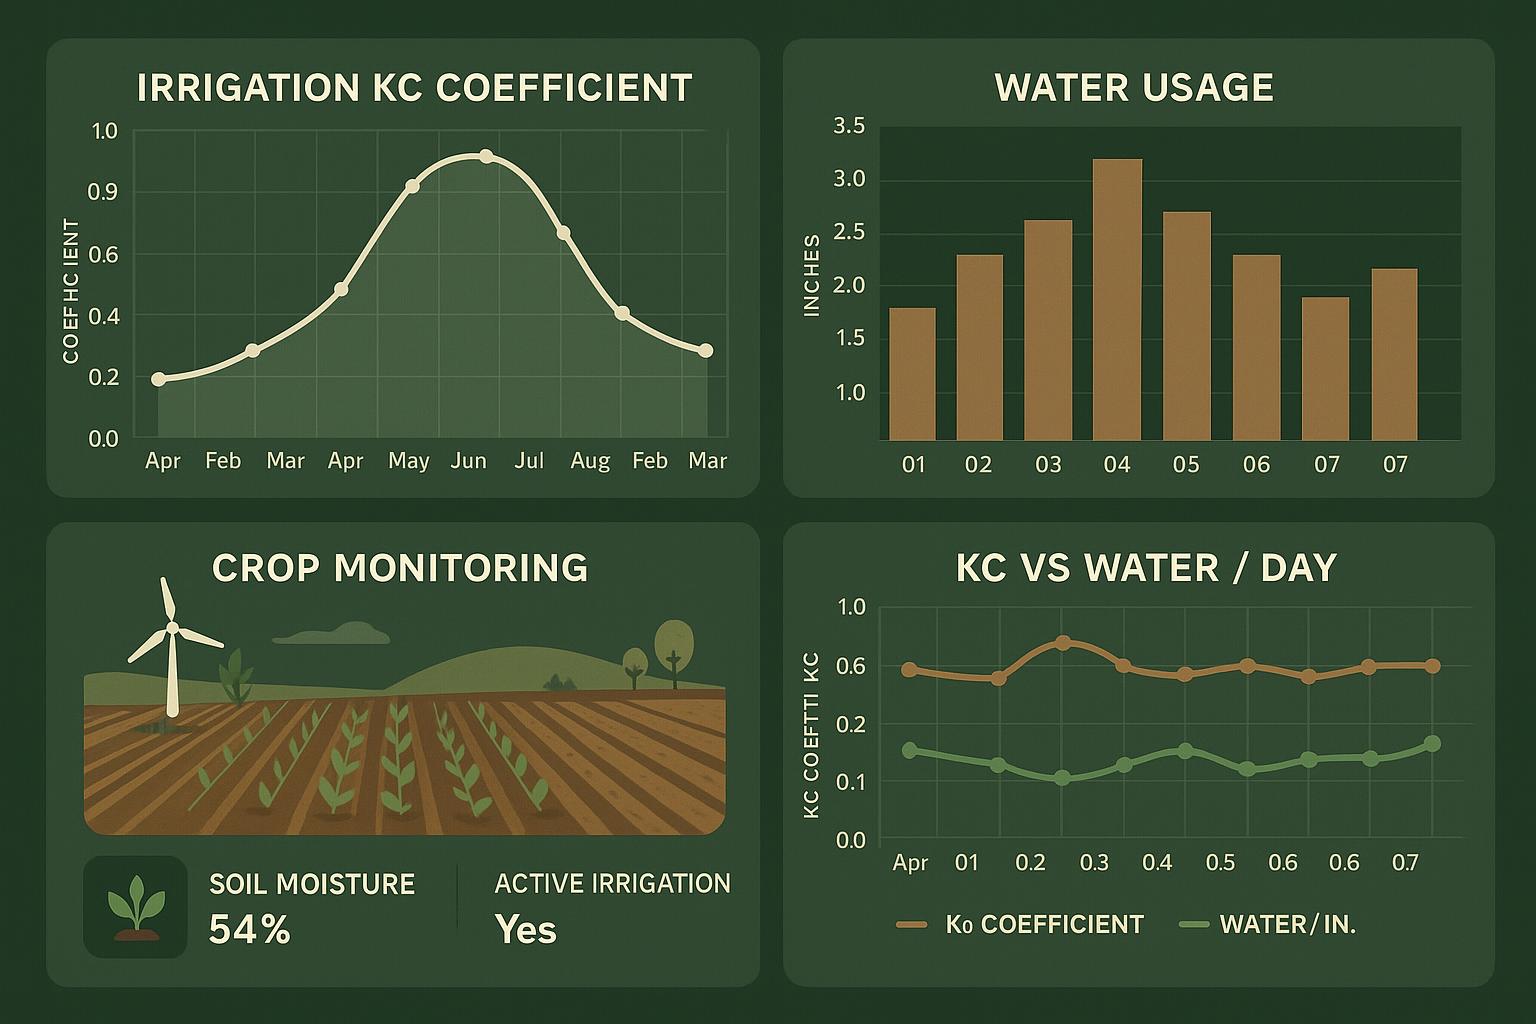 IRRIGATION KC COEFFICIENT
COEFHC IENT
1.0
0.9
0.6
0.4
0.2
0.0
Apr Feb Mar Apr May Jun Jul Aug Feb Mar
WATER USAGE
INCHES
3.5
3.0
2.5
2.0
1.5
1.0
01 02 03 04 05 06 07 07
CROP MONITORING
SOIL MOISTURE
54%
ACTIVE IRRIGATION
Yes
KC VS WATER / DAY
KC COEFTTI KC
1.0
0.6
0.2
0.1
0.0
Apr 01 0.2 0.3 0.4 0.5 0.6 0.6 0.7
K₀ COEFFICIENT
WATER/IN.